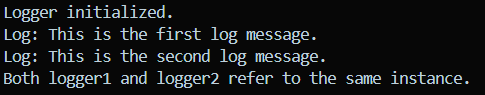 Logger initialized.
Log: This is the first log message.
Log: This is the second log message.
Both logger1 and logger2 refer to the same instance.